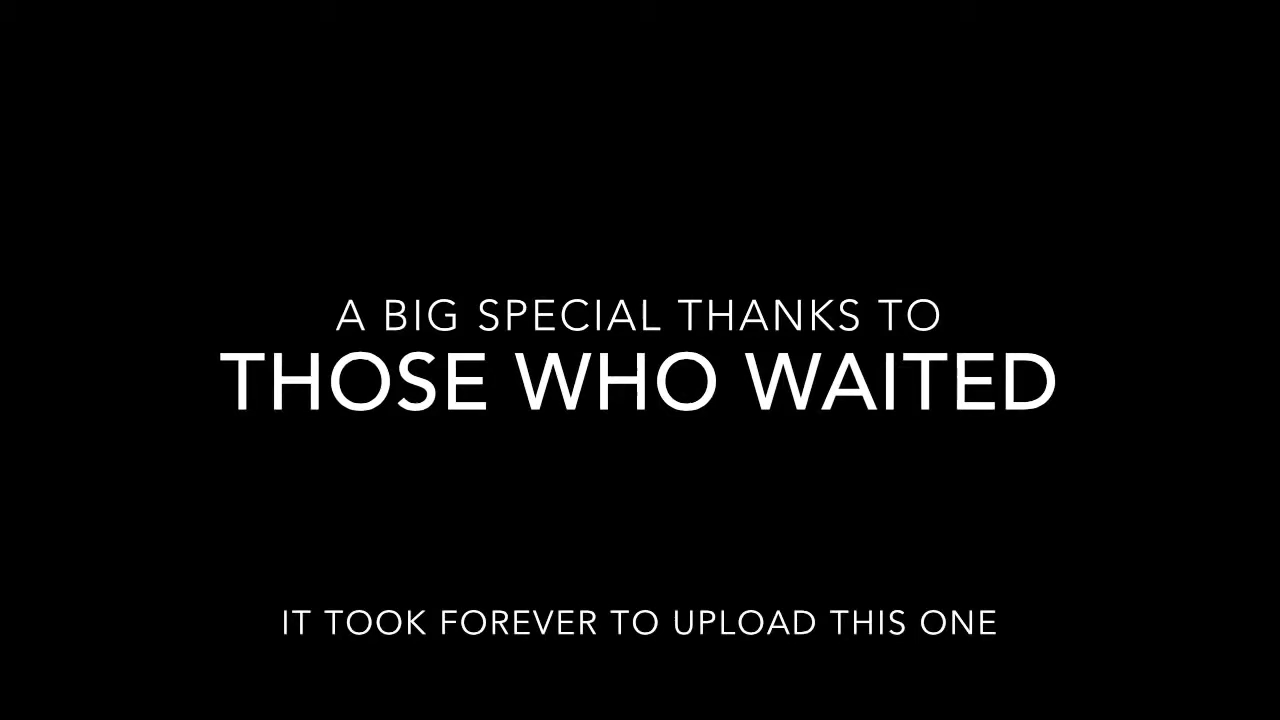 A BIG SPECIAL THANKS TO
THOSE WHO WAITED
IT TOOK FOREVER TO UPLOAD THIS ONE